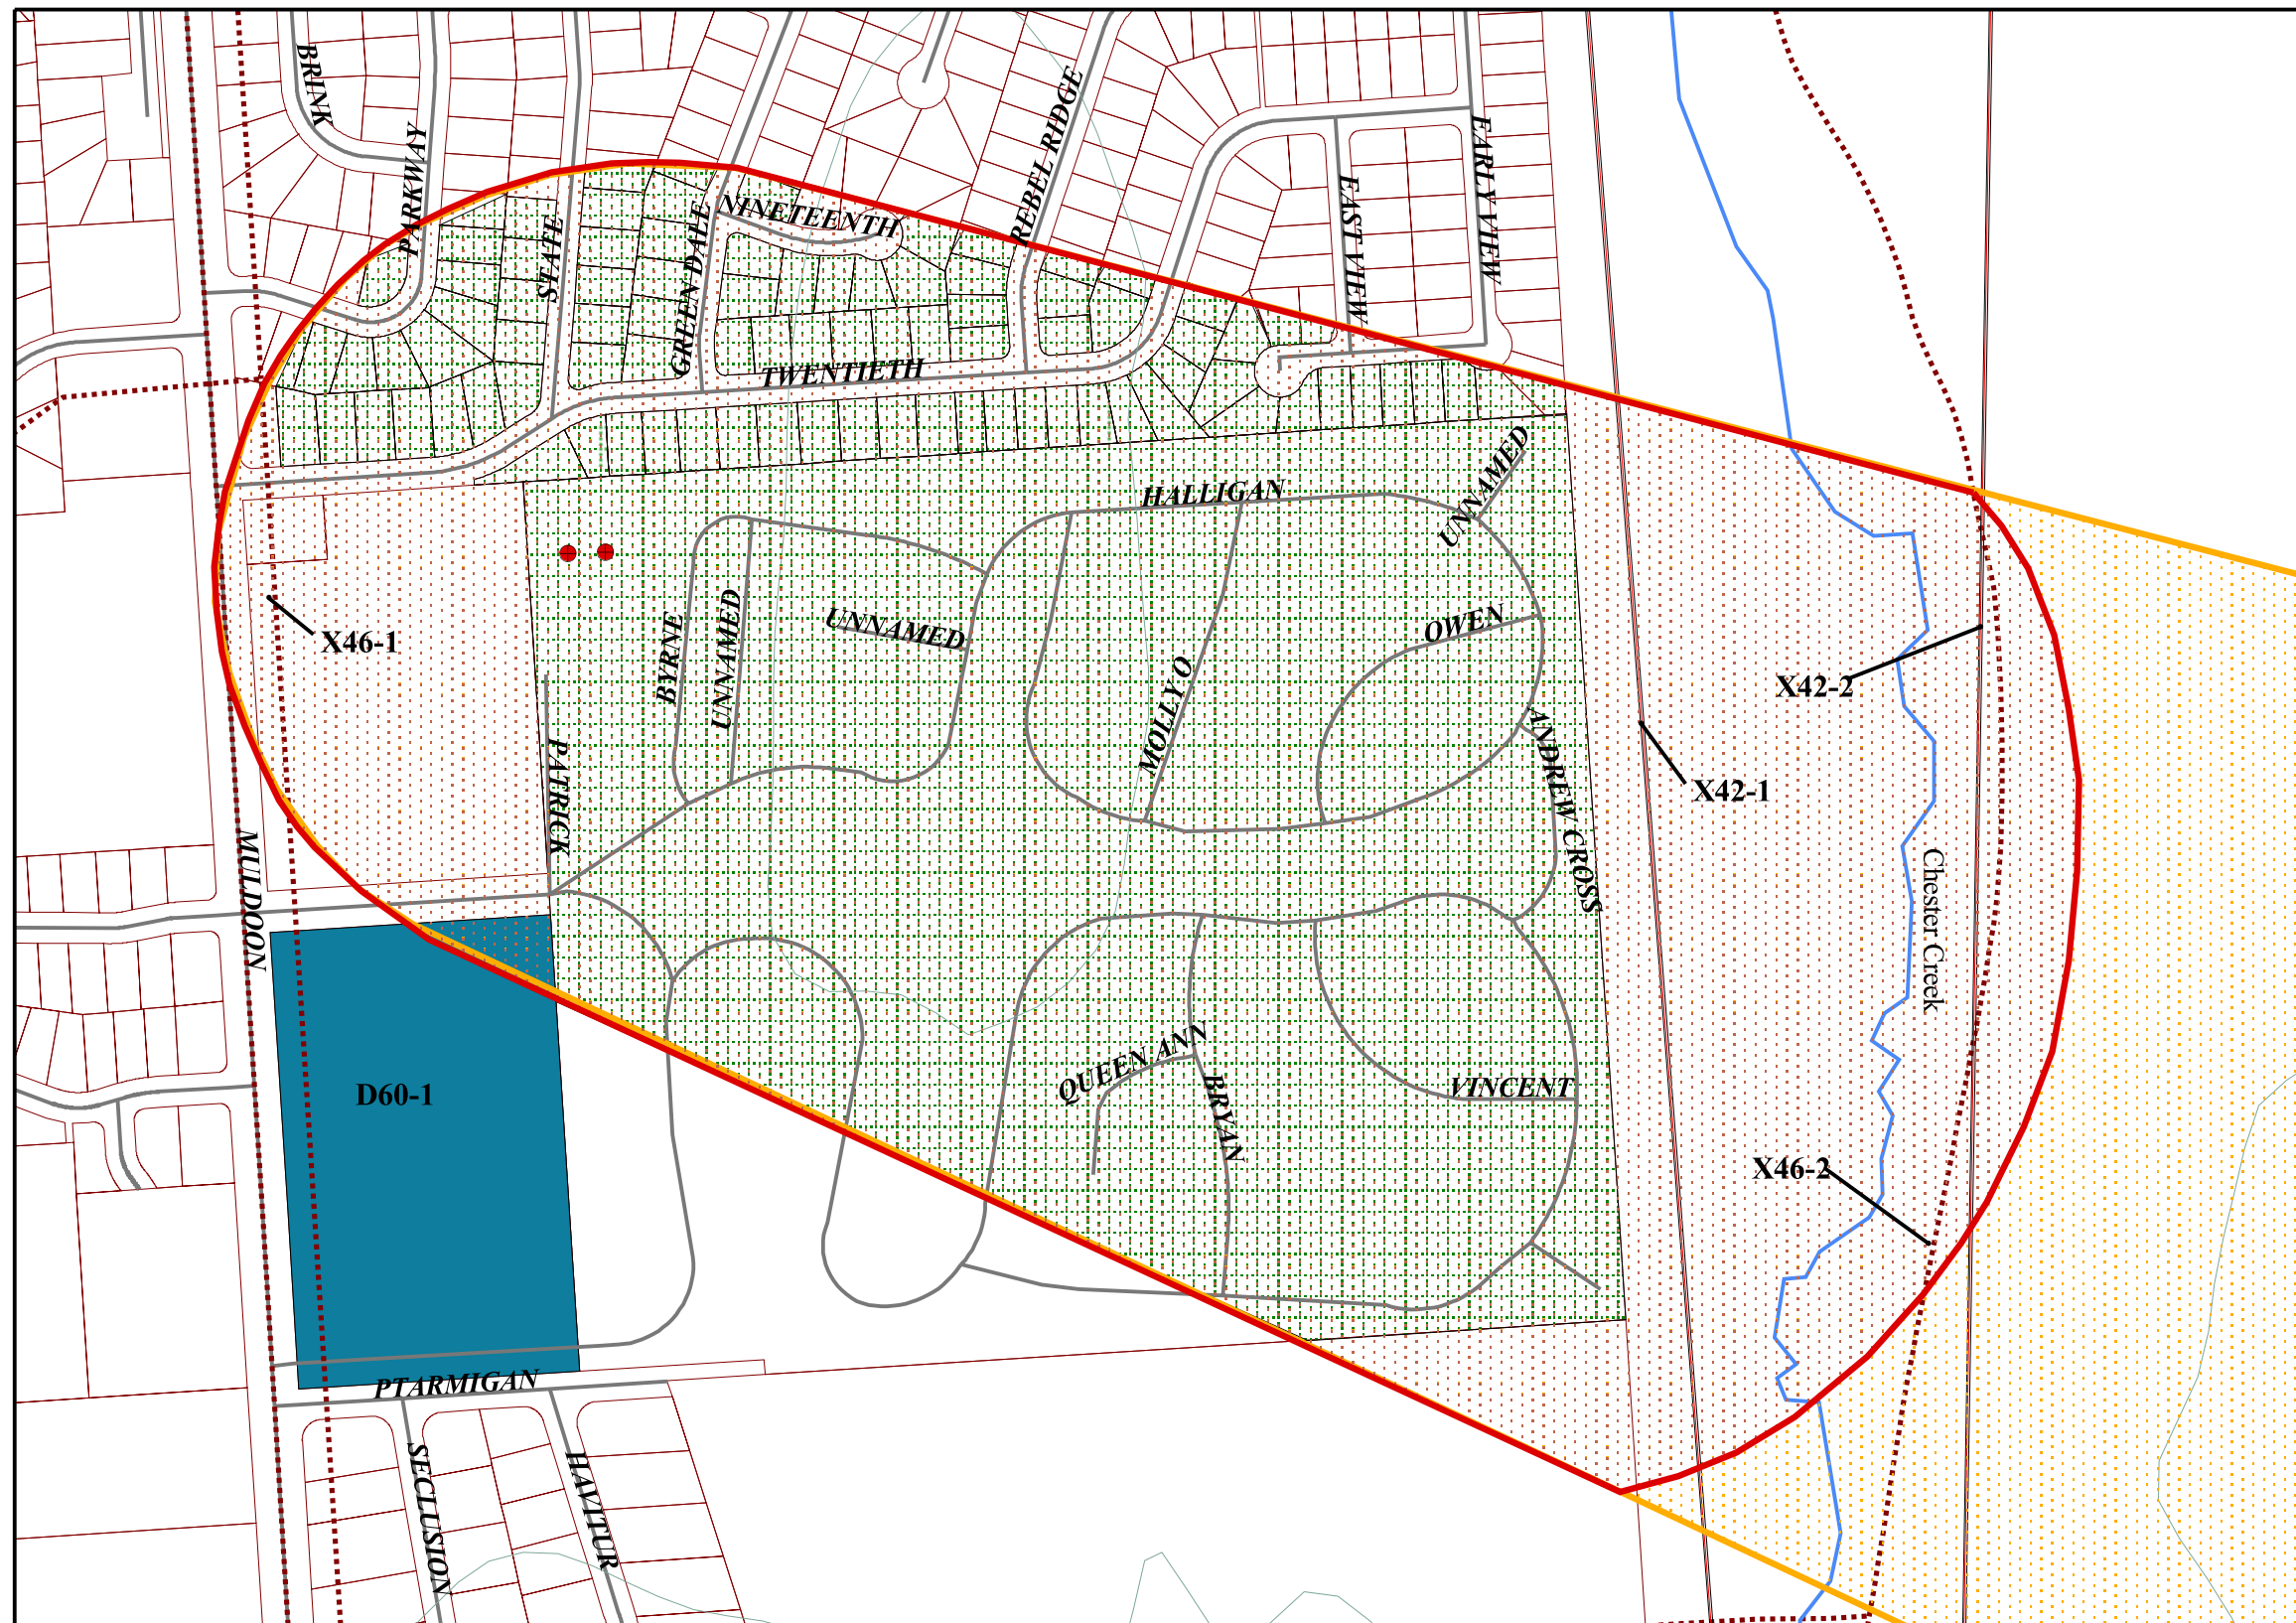 BRINK
PARKWAY
STATE
GREENDALE
NINETEENTH
REBEL RIDGE
EAST VIEW
EARLY VIEW
TWENTIETH
HALLIGAN
UNNAMED
X46-1
BYRNE
UNNAMED
UNNAMED
MOLLY O
OWEN
X42-2
PATRICK
ANDREW CROSS
X42-1
MULDOON
Chester Creek
D60-1
QUEEN ANN
BRYAN
VINCENT
X46-2
PTARMIGAN
SECLUSION
HAVITUR